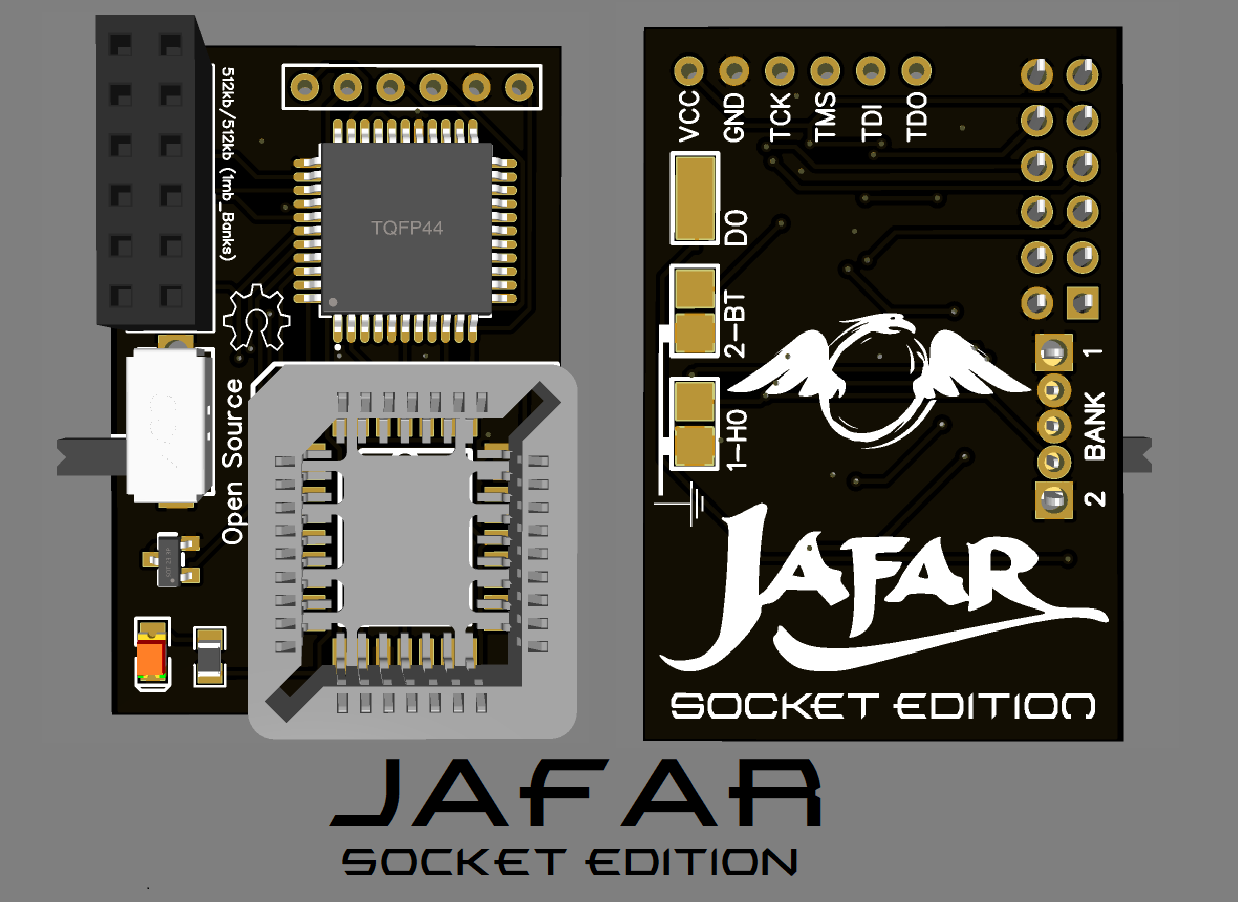 512kb/512kb (1mb_Banks)
TQFP44
Open Source
VCC
GND
TCK
TMS
TDI
TDO
D0
2-BT
1-H0
1
BANK
2
JAFAR
SOCKET EDITION
JAFAR
SOCKET EDITION